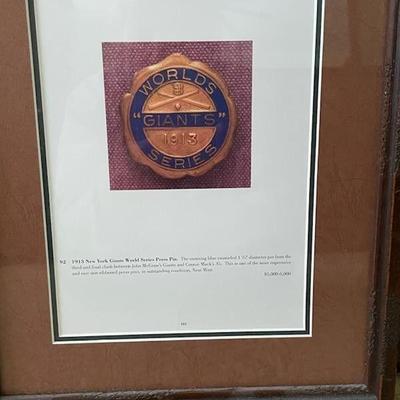 WORLDS
"GIANTS"
1913
SERIES
92 1913 New York Giants World Series Press Pin. The stunning blue enameled 1 ½" diameter pin from the
third and final clash between John McGraw's Giants and Connie Mack's A's. This is one of the most impressive
and rare non-ribboned press pins, in outstanding condition, Near Mint.
$5,000-6,000